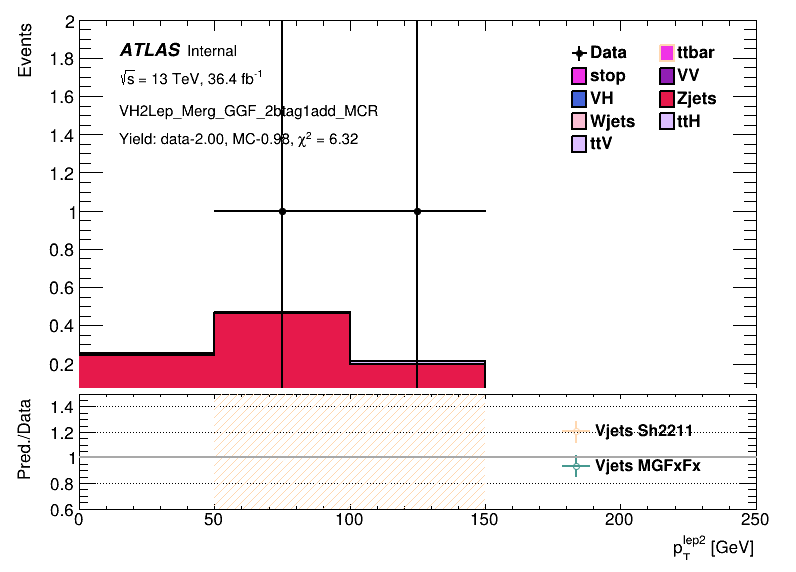 Events
2
1.8
1.6
1.4
1.2
1
0.8
0.6
0.4
0.2
ATLAS Internal
√s = 13 TeV, 36.4 fb⁻¹
VH2Lep_Merg_GGF_2btag1add_MCR
Yield: data-2.00, MC-0.98, χ² = 6.32
Data
ttbar
stop
VV
VH
Zjets
Wjets
ttH
ttV
Pred./Data
1.4
1.2
1
0.8
0.6
Vjets Sh2211
Vjets MGFxFx
0 50 100 150 200 250
p_T^lep2 [GeV]